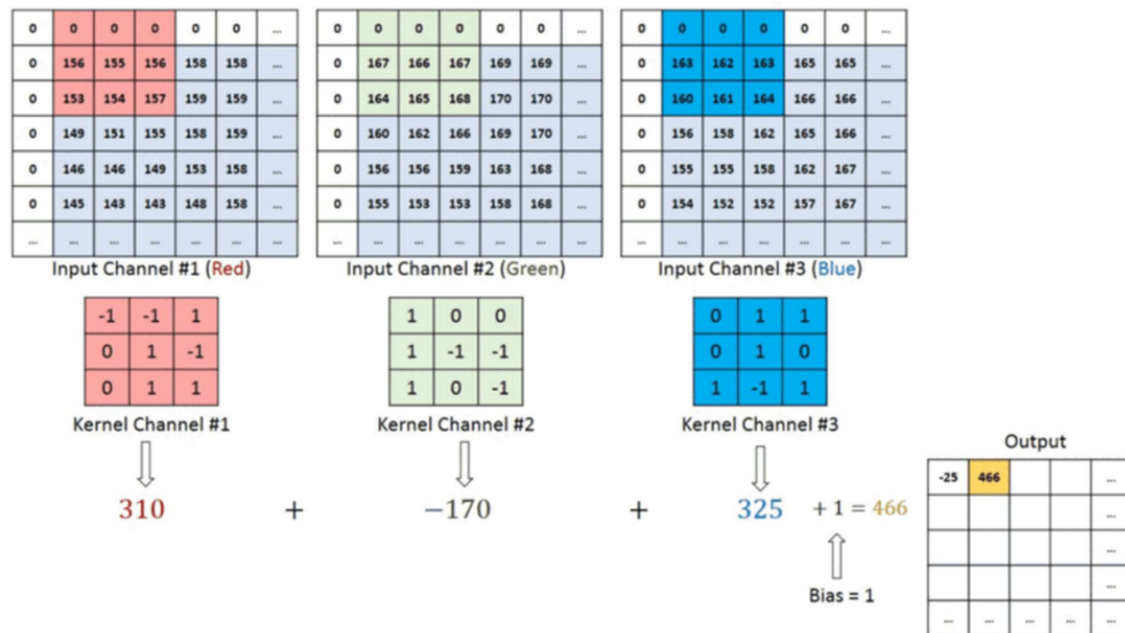 0 0 0 0 0 0 ...
0 156 155 156 158 158 ...
0 153 154 157 159 159 ...
0 149 151 155 158 159 ...
0 146 146 149 153 158 ...
0 145 143 143 148 158 ...
... ... ... ... ... ... ...
Input Channel #1 (Red)
0 0 0 0 0 0 ...
0 167 166 167 169 169 ...
0 164 165 168 170 170 ...
0 160 162 166 169 170 ...
0 156 156 159 163 168 ...
0 155 153 153 158 168 ...
... ... ... ... ... ... ...
Input Channel #2 (Green)
0 0 0 0 0 0 ...
0 163 162 163 165 165 ...
0 160 161 164 166 166 ...
0 156 158 162 165 166 ...
0 155 155 158 162 167 ...
0 154 152 152 157 167 ...
... ... ... ... ... ... ...
Input Channel #3 (Blue)
-1 -1 1
0 1 -1
0 1 1
Kernel Channel #1
1 0 0
1 -1 -1
1 0 -1
Kernel Channel #2
0 1 1
0 1 0
1 -1 1
Kernel Channel #3
310 + −170 + 325 + 1 = 466
Bias = 1
Output
-25 466 ...
...
...
...
... ... ... ... ...